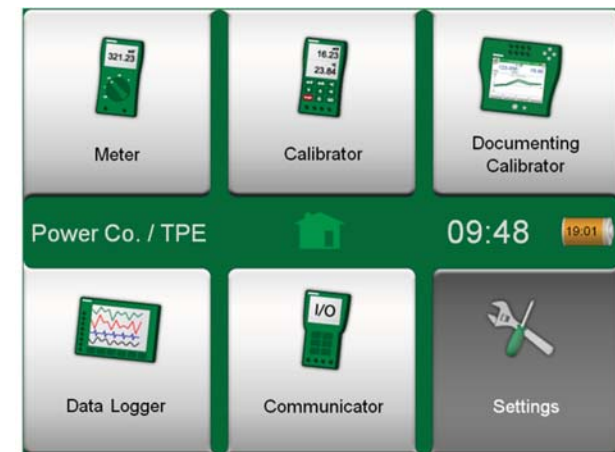 321.23
Meter
16.23
23.84
Calibrator
Documenting
Calibrator
Power Co. / TPE
09:48
19:01
Data Logger
I/O
Communicator
Settings